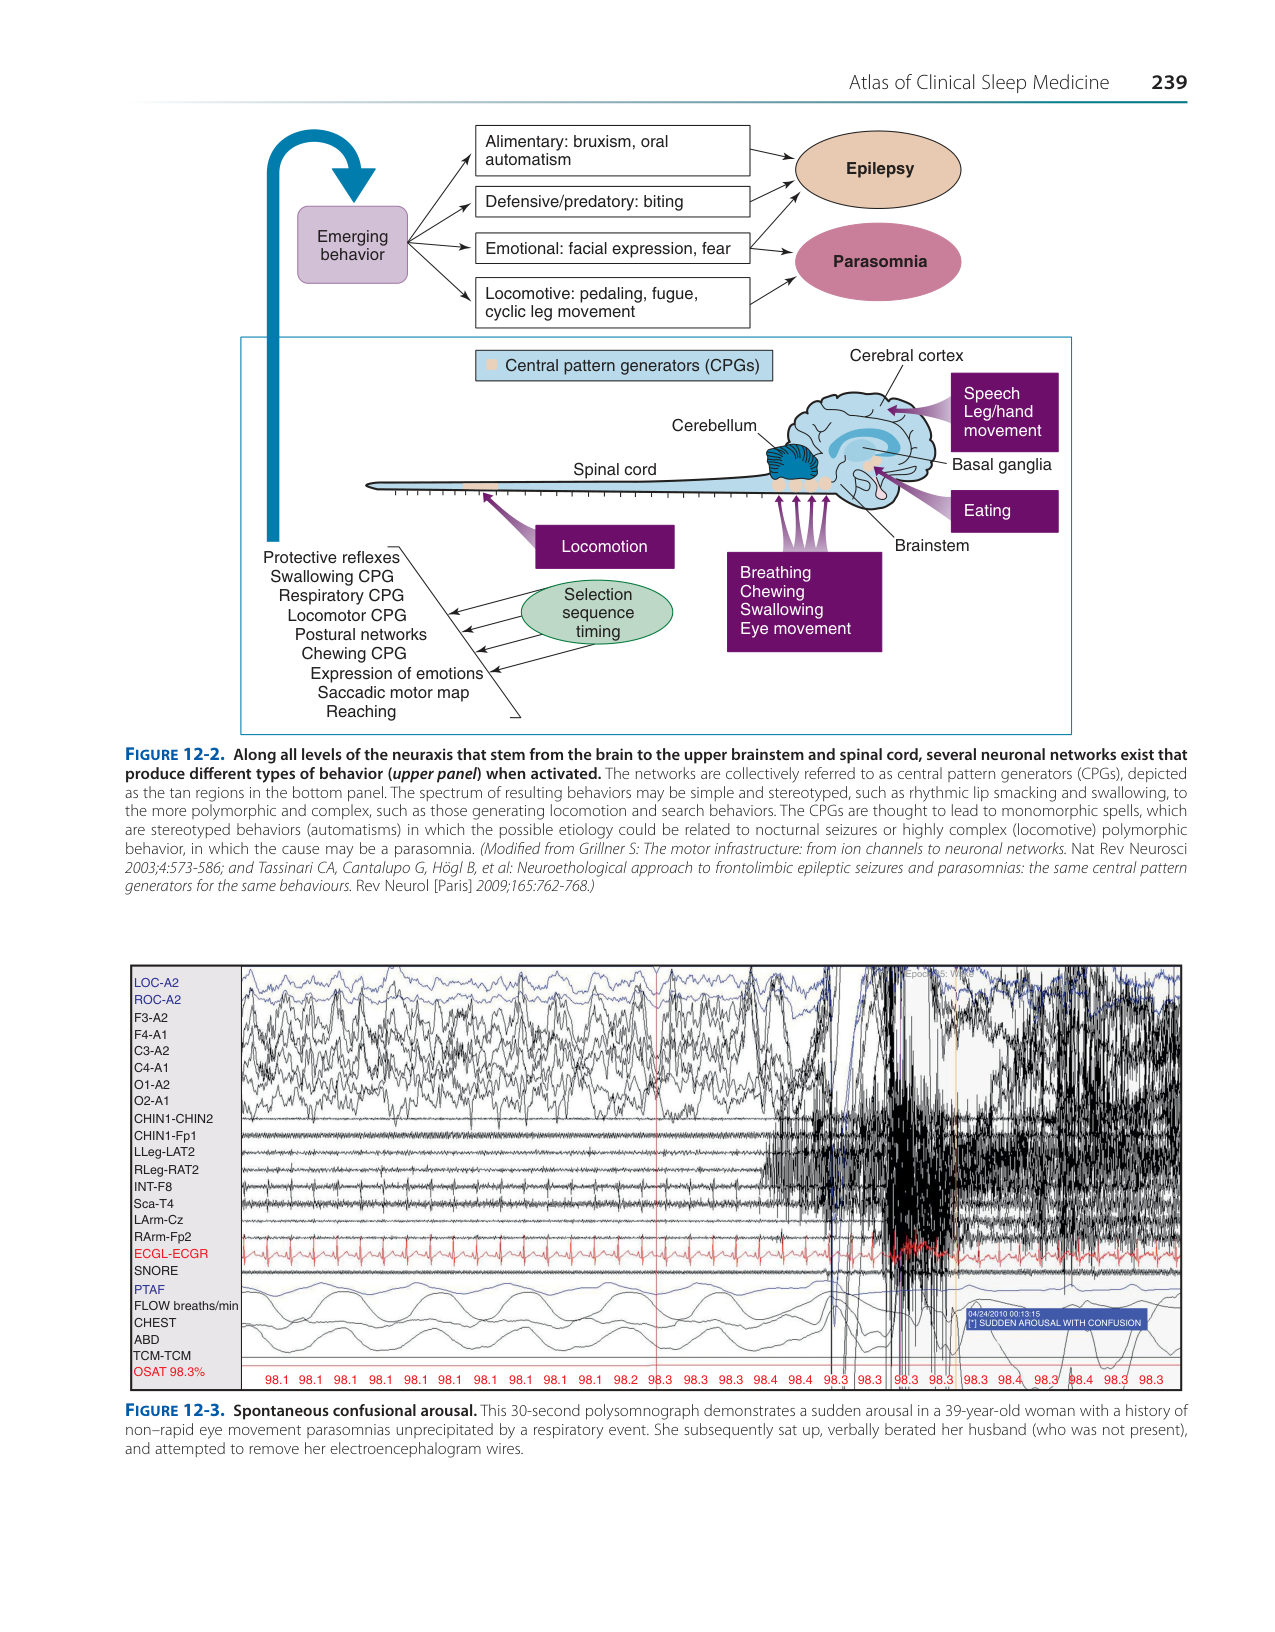 Atlas of Clinical Sleep Medicine 239
Alimentary: bruxism, oral
automatism
Defensive/predatory: biting
Emotional: facial expression, fear
Locomotive: pedaling, fugue,
cyclic leg movement
Emerging
behavior
Epilepsy
Parasomnia
Central pattern generators (CPGs)
Cerebral cortex
Speech
Leg/hand
movement
Cerebellum
Basal ganglia
Spinal cord
Eating
Brainstem
Locomotion
Breathing
Chewing
Swallowing
Eye movement
Selection
sequence
timing
Protective reflexes
Swallowing CPG
Respiratory CPG
Locomotor CPG
Postural networks
Chewing CPG
Expression of emotions
Saccadic motor map
Reaching
FIGURE 12-2. Along all levels of the neuraxis that stem from the brain to the upper brainstem and spinal cord, several neuronal networks exist that
produce different types of behavior (upper panel) when activated. The networks are collectively referred to as central pattern generators (CPGs), depicted
as the tan regions in the bottom panel. The spectrum of resulting behaviors may be simple and stereotyped, such as rhythmic lip smacking and swallowing, to
the more polymorphic and complex, such as those generating locomotion and search behaviors. The CPGs are thought to lead to monomorphic spells, which
are stereotyped behaviors (automatisms) in which the possible etiology could be related to nocturnal seizures or highly complex (locomotive) polymorphic
behavior, in which the cause may be a parasomnia. (Modified from Grillner S: The motor infrastructure: from ion channels to neuronal networks. Nat Rev Neurosci
2003;4:573-586; and Tassinari CA, Cantalupo G, Högl B, et al: Neuroethological approach to frontolimbic epileptic seizures and parasomnias: the same central pattern
generators for the same behaviours. Rev Neurol [Paris] 2009;165:762-768.)
LOC-A2
ROC-A2
F3-A2
F4-A1
C3-A2
C4-A1
O1-A2
O2-A1
CHIN1-CHIN2
CHIN1-Fp1
LLeg-LAT2
RLeg-RAT2
INT-F8
Sca-T4
LArm-Cz
RArm-Fp2
ECGL-ECGR
SNORE
PTAF
FLOW breaths/min
CHEST
ABD
TCM-TCM
OSAT 98.3%
04/24/2010 00:13:15
[*] SUDDEN AROUSAL WITH CONFUSION
98.1 98.1 98.1 98.1 98.1 98.1 98.1 98.1 98.1 98.1 98.2 98.3 98.3 98.3 98.4 98.4 98.3 98.3 98.3 98.3 98.3 98.4 98.3 98.4 98.3 98.3
FIGURE 12-3. Spontaneous confusional arousal. This 30-second polysomnograph demonstrates a sudden arousal in a 39-year-old woman with a history of
non–rapid eye movement parasomnias unprecipitated by a respiratory event. She subsequently sat up, verbally berated her husband (who was not present),
and attempted to remove her electroencephalogram wires.